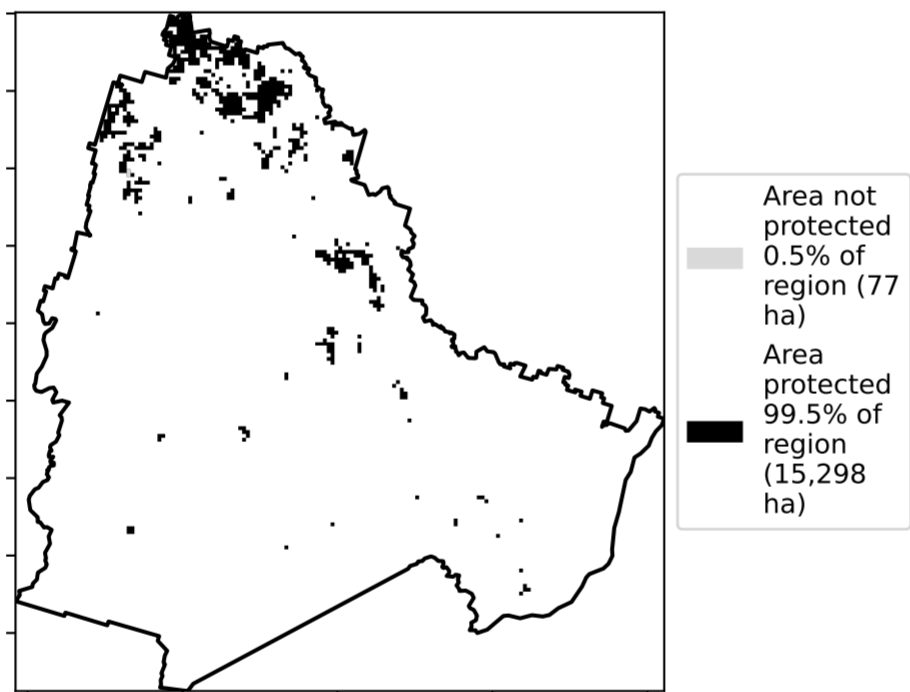 Area not
protected
0.5% of
region (77
ha)
Area
protected
99.5% of
region
(15,298
ha)